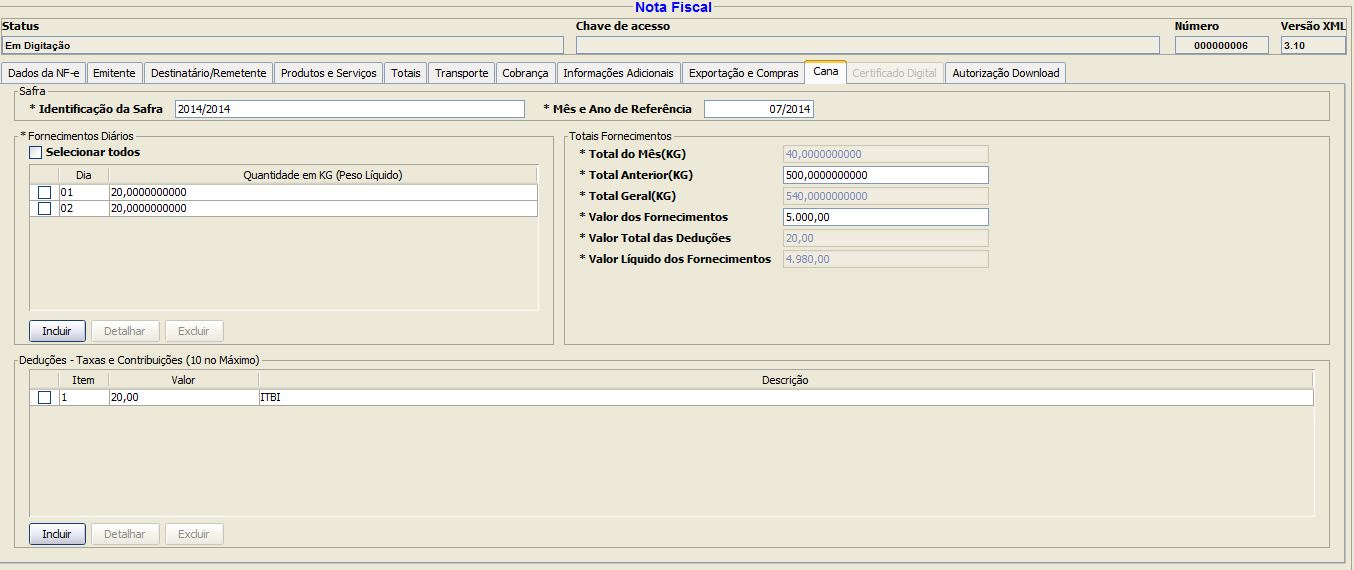 Nota Fiscal
Status Chave de acesso Número Versão XML
Em Digitação 000000006 3.10
Dados da NF-e Emitente Destinatário/Remetente Produtos e Serviços Totais Transporte Cobrança Informações Adicionais Exportação e Compras Cana Certificado Digital Autorização Download
Safra
* Identificação da Safra 2014/2014 * Mês e Ano de Referência 07/2014
* Fornecimentos Diários
Selecionar todos
Dia Quantidade em KG (Peso Líquido)
01 20,0000000000
02 20,0000000000
Incluir Detalhar Excluir
Totais Fornecimentos
* Total do Mês(KG) 40,0000000000
* Total Anterior(KG) 500,0000000000
* Total Geral(KG) 540,0000000000
* Valor dos Fornecimentos 5.000,00
* Valor Total das Deduções 20,00
* Valor Líquido dos Fornecimentos 4.980,00
Deduções - Taxas e Contribuições (10 no Máximo)
Item Valor Descrição
1 20,00 ITBI
Incluir Detalhar Excluir